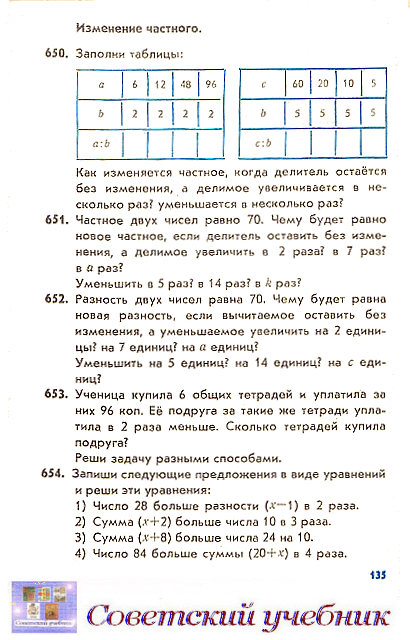 Изменение частного.
650. Заполни таблицы:
a 6 12 48 96
b 2 2 2 2
a:b
c 60 20 10 5
b 5 5 5 5
c:b
Как изменяется частное, когда делитель остаётся
без изменения, а делимое увеличивается в не-
сколько раз? уменьшается в несколько раз?
651. Частное двух чисел равно 70. Чему будет равно
новое частное, если делитель оставить без изме-
нения, а делимое увеличить в 2 раза? в 7 раз?
в a раз?
Уменьшить в 5 раз? в 14 раз? в k раз?
652. Разность двух чисел равна 70. Чему будет равна
новая разность, если вычитаемое оставить без
изменения, а уменьшаемое увеличить на 2 едини-
цы? на 7 единиц? на a единиц?
Уменьшить на 5 единиц? на 14 единиц? на c еди-
ниц?
653. Ученица купила 6 общих тетрадей и уплатила за
них 96 коп. Её подруга за такие же тетради упла-
тила в 2 раза меньше. Сколько тетрадей купила
подруга?
Реши задачу разными способами.
654. Запиши следующие предложения в виде уравнений
и реши эти уравнения:
1) Число 28 больше разности (x−1) в 2 раза.
2) Сумма (x+2) больше числа 10 в 3 раза.
3) Сумма (x+8) больше числа 24 на 10.
4) Число 84 больше суммы (20+x) в 4 раза.
135
Советский учебник
Советский учебник